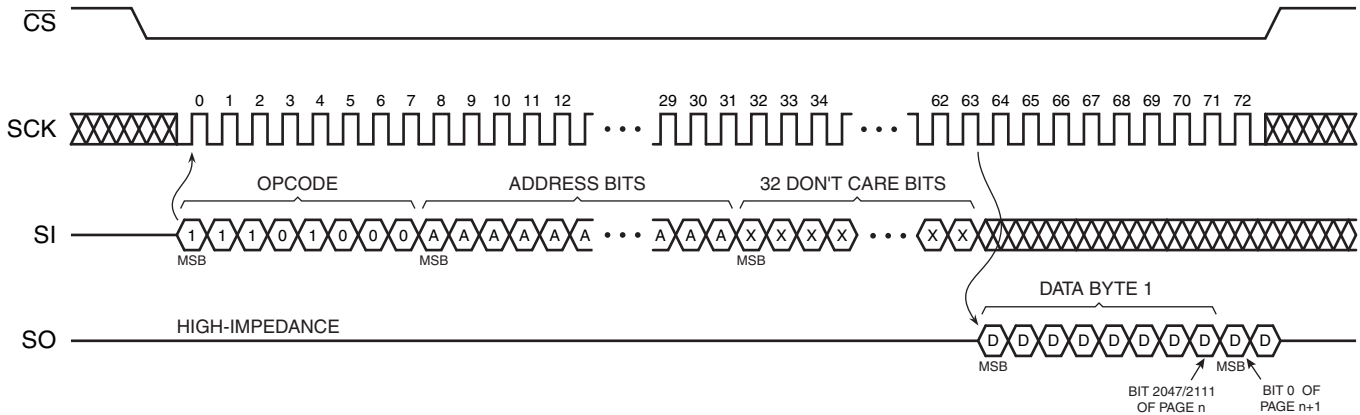 CS
SCK
0 1 2 3 4 5 6 7 8 9 10 11 12 • • • 29 30 31 32 33 34 • • • 62 63 64 65 66 67 68 69 70 71 72
OPCODE ADDRESS BITS 32 DON'T CARE BITS
SI
1 1 1 0 1 0 0 0 A A A A A A • • • A A A X X X X • • • X X
MSB MSB MSB
DATA BYTE 1
HIGH-IMPEDANCE
SO
D D D D D D D D D D
MSB MSB
BIT 2047/2111
OF PAGE n
BIT 0 OF
PAGE n+1